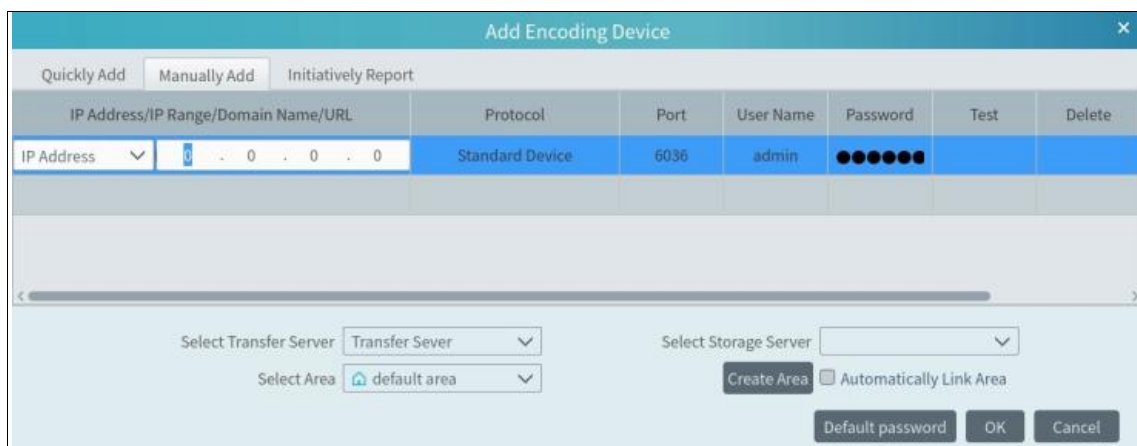 Add Encoding Device ×
Quickly Add Manually Add Initiatively Report
IP Address/IP Range/Domain Name/URL Protocol Port User Name Password Test Delete
IP Address 0 . 0 . 0 . 0 Standard Device 6036 admin ●●●●●●
Select Transfer Server Transfer Sever Select Storage Server
Select Area default area Create Area Automatically Link Area
Default password OK Cancel